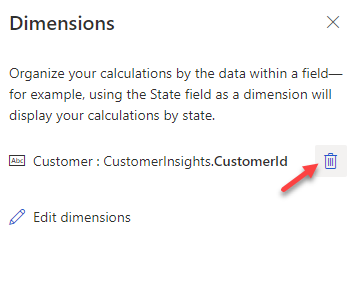 Dimensions
Organize your calculations by the data within a field—
for example, using the State field as a dimension will
display your calculations by state.
Abc Customer : CustomerInsights.CustomerId
Edit dimensions